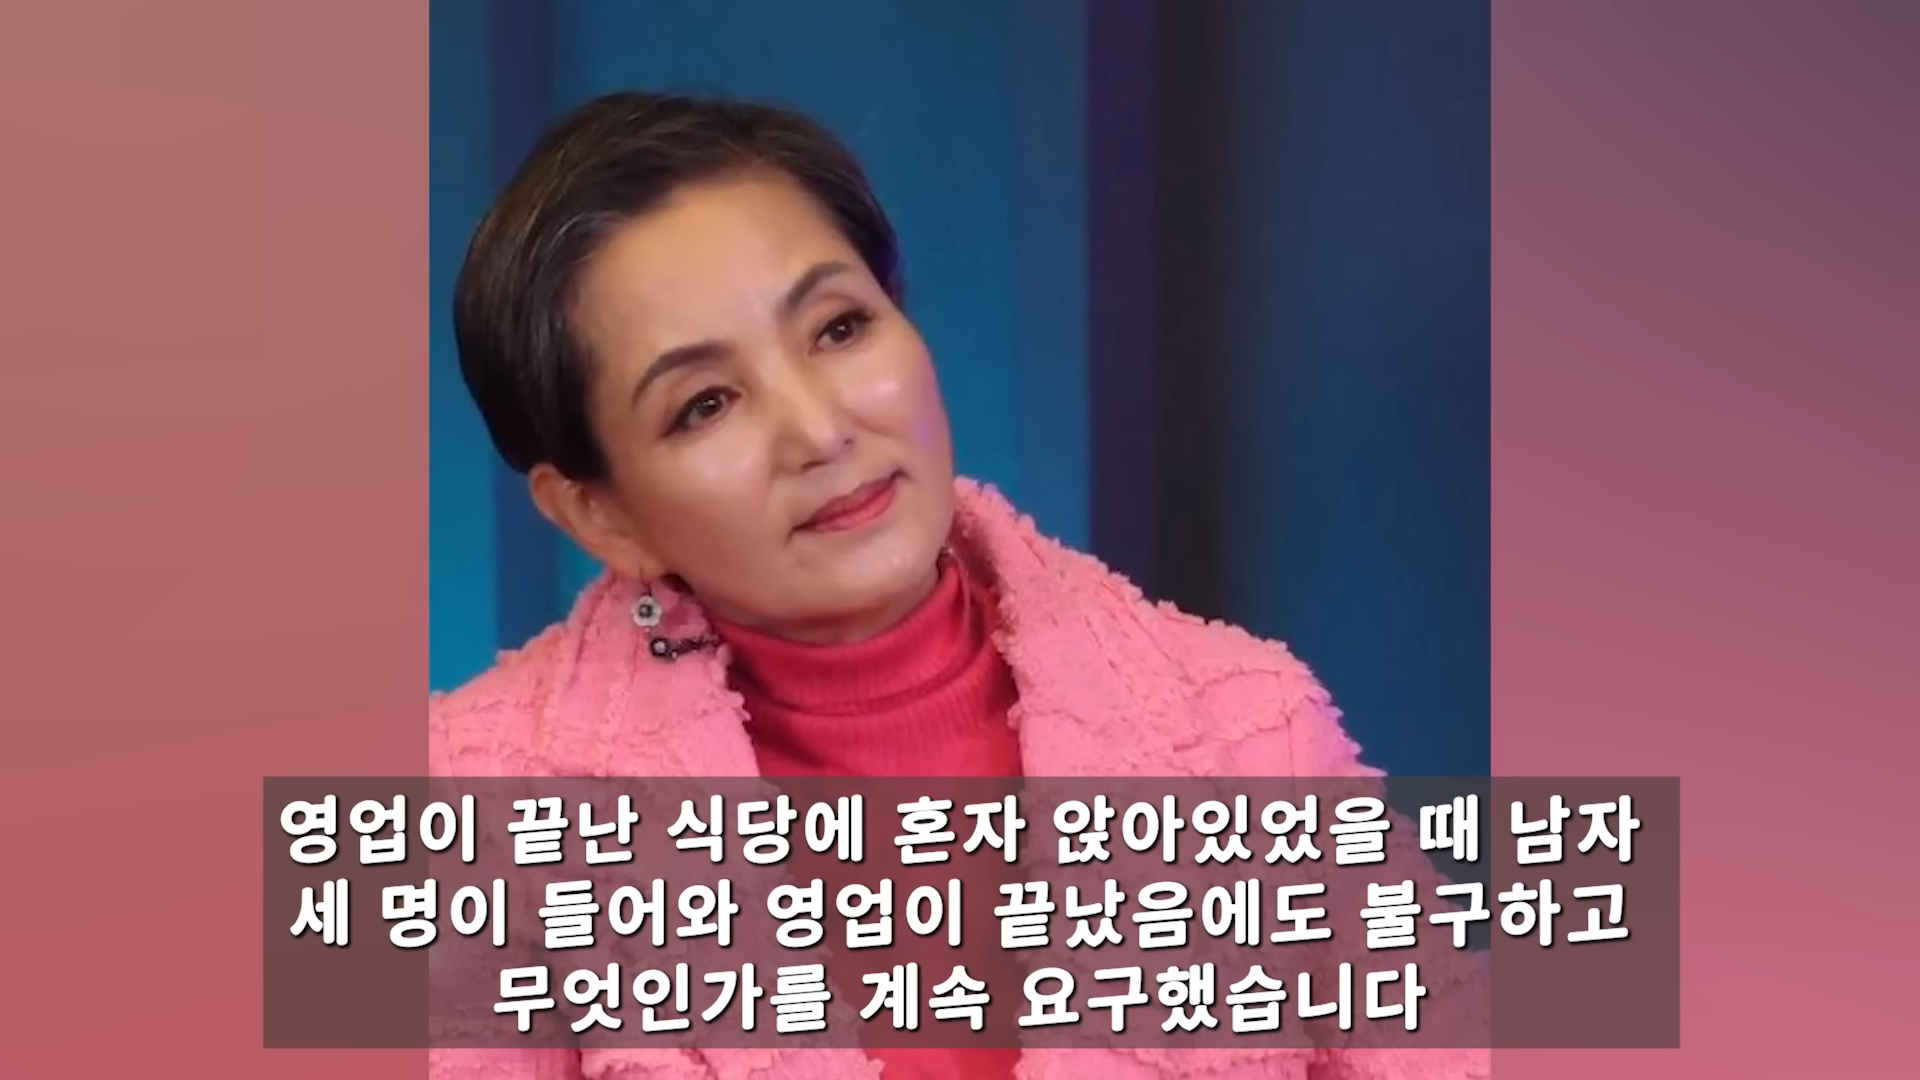 영업이 끝난 식당에 혼자 앉아있었을 때 남자
세 명이 들어와 영업이 끝났음에도 불구하고
무엇인가를 계속 요구했습니다